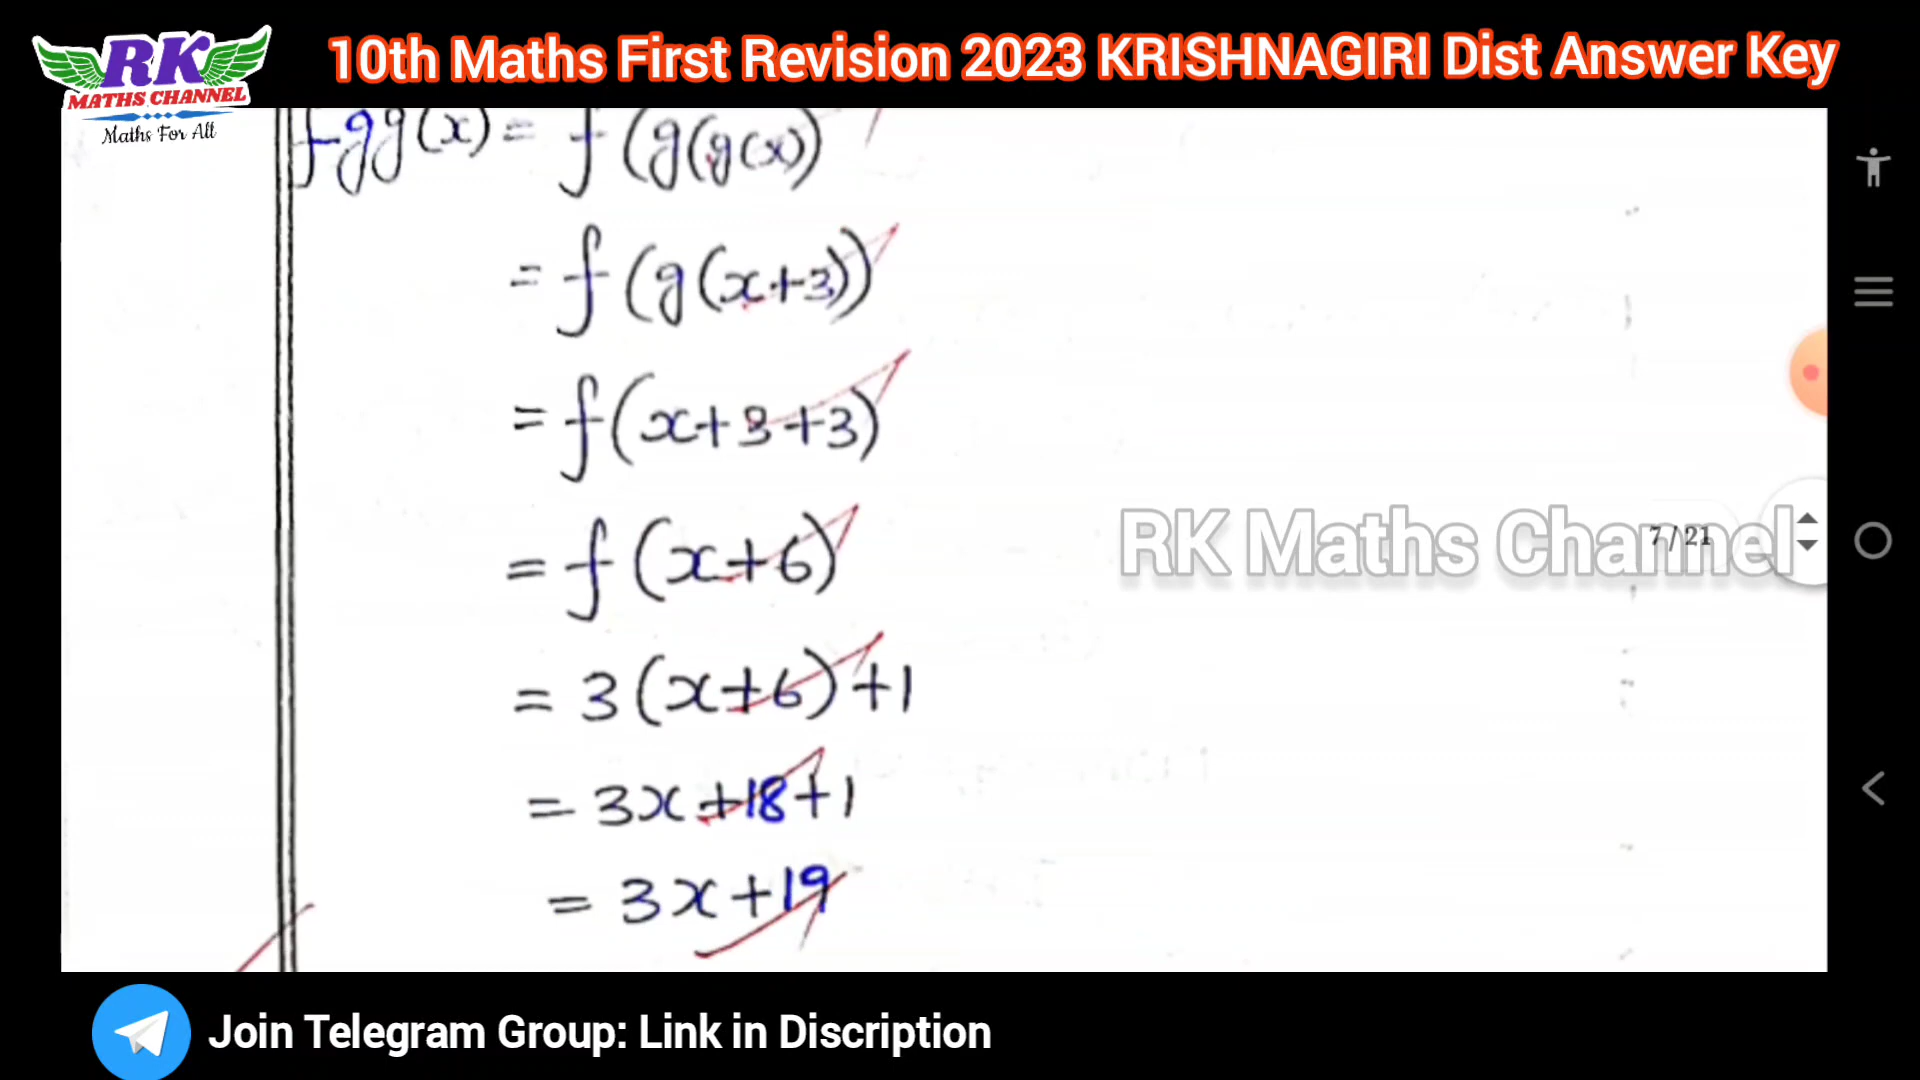 RK
MATHS CHANNEL
Maths For All
10th Maths First Revision 2023 KRISHNAGIRI Dist Answer Key
fgg(x) = f(g(g(x))
= f(g(x+3))
= f(x+3+3)
= f(x+6)
= 3(x+6)+1
= 3x+18+1
= 3x+19
RK Maths Channel
7/21
Join Telegram Group: Link in Discription